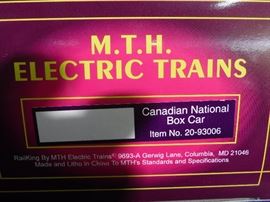 M.T.H.
ELECTRIC TRAINS
Canadian National
Box Car
Item No. 20-93006
RailKing By MTH Electric Trains® 9693-A Gerwig Lane, Columbia, MD 21046
Made and Litho In China To MTH's Standards and Specifications